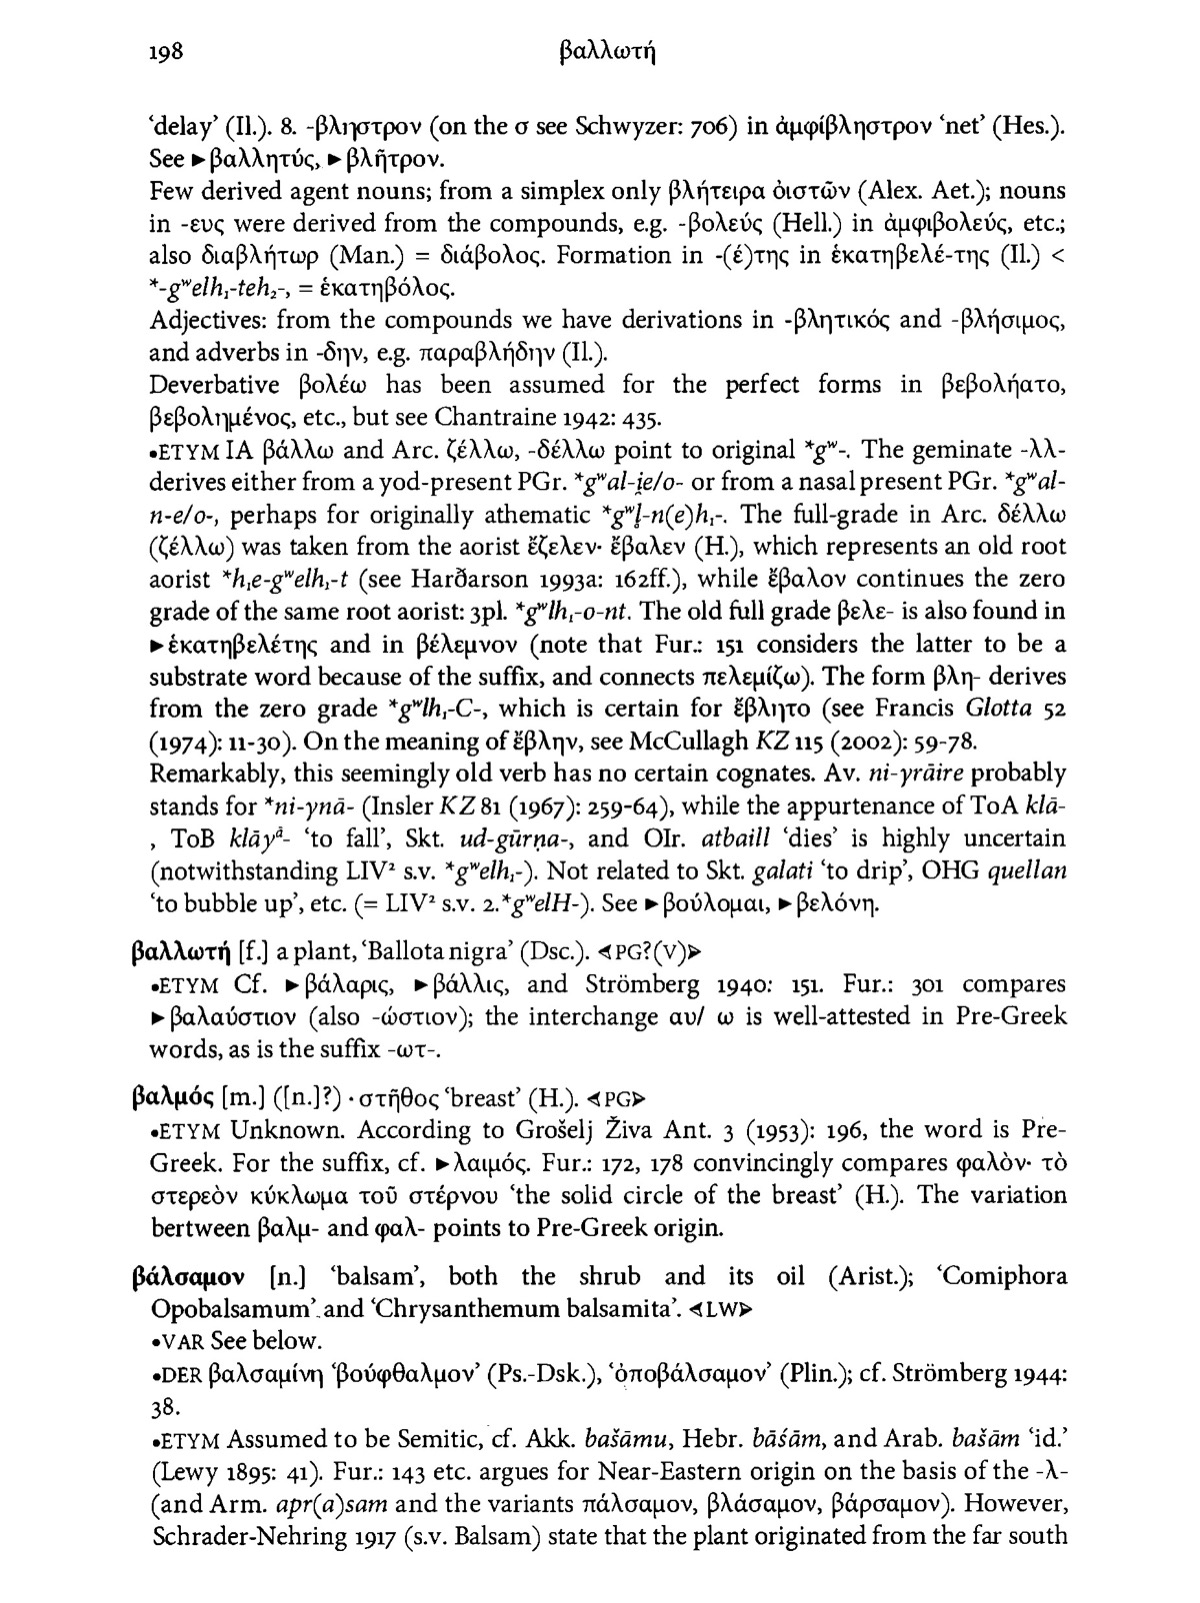 198
βαλλωτή
‘delay’ (Il.). 8. -βληστρον (on the σ see Schwyzer: 706) in ἀμφίβληστρον ‘net’ (Hes.).
See ►βαλλητύς, ►βλῆτρον.
Few derived agent nouns; from a simplex only βλήτειρα ὀιστῶν (Alex. Aet.); nouns
in -ευς were derived from the compounds, e.g. -βολεύς (Hell.) in ἀμφιβολεύς, etc.;
also διαβλήτωρ (Man.) = διάβολος. Formation in -(έ)της in ἑκατηβελέ-της (Il.) <
*-gʷelh₁-teh₂-, = ἑκατηβόλος.
Adjectives: from the compounds we have derivations in -βλητικός and -βλήσιμος,
and adverbs in -δην, e.g. παραβλήδην (Il.).
Deverbative βολέω has been assumed for the perfect forms in βεβολήατο,
βεβολημένος, etc., but see Chantraine 1942: 435.
•ETYM IA βάλλω and Arc. ζέλλω, -δέλλω point to original *gʷ-. The geminate -λλ-
derives either from a yod-present PGr. *gʷal-i̯e/o- or from a nasal present PGr. *gʷal-
n-e/o-, perhaps for originally athematic *gʷl̥-n(e)h₁-. The full-grade in Arc. δέλλω
(ζέλλω) was taken from the aorist ἔζελεν· ἔβαλεν (H.), which represents an old root
aorist *h₁e-gʷelh₁-t (see Harðarson 1993a: 162ff.), while ἔβαλον continues the zero
grade of the same root aorist: 3pl. *gʷlh₁-o-nt. The old full grade βελε- is also found in
►ἑκατηβελέτης and in βέλεμνον (note that Fur.: 151 considers the latter to be a
substrate word because of the suffix, and connects πελεμίζω). The form βλη- derives
from the zero grade *gʷlh₁-C-, which is certain for ἔβλητο (see Francis Glotta 52
(1974): 11-30). On the meaning of ἔβλην, see McCullagh KZ 115 (2002): 59-78.
Remarkably, this seemingly old verb has no certain cognates. Av. ni-γrāire probably
stands for *ni-γnā- (Insler KZ 81 (1967): 259-64), while the appurtenance of ToA klā-
, ToB klāyᵃ̈- ‘to fall’, Skt. ud-gūrṇa-, and OIr. atbaill ‘dies’ is highly uncertain
(notwithstanding LIV² s.v. *gʷelh₁-). Not related to Skt. galati ‘to drip’, OHG quellan
‘to bubble up’, etc. (= LIV² s.v. 2.*gʷelH-). See ►βούλομαι, ►βελόνη.
βαλλωτή [f.] a plant, ‘Ballota nigra’ (Dsc.). ⊲PG?(V)⊳
•ETYM Cf. ►βάλαρις, ►βάλλις, and Strömberg 1940: 151. Fur.: 301 compares
►βαλαύστιον (also -ώστιον); the interchange αυ/ ω is well-attested in Pre-Greek
words, as is the suffix -ωτ-.
βαλμός [m.] ([n.]?) · στῆθος ‘breast’ (H.). ⊲PG⊳
•ETYM Unknown. According to Grošelj Živa Ant. 3 (1953): 196, the word is Pre-
Greek. For the suffix, cf. ►λαιμός. Fur.: 172, 178 convincingly compares φαλὸν· τὸ
στερεὸν κύκλωμα τοῦ στέρνου ‘the solid circle of the breast’ (H.). The variation
bertween βαλμ- and φαλ- points to Pre-Greek origin.
βάλσαμον [n.] ‘balsam’, both the shrub and its oil (Arist.); ‘Comiphora
Opobalsamum’ and ‘Chrysanthemum balsamita’. ⊲LW⊳
•VAR See below.
•DER βαλσαμίνη ‘βούφθαλμον’ (Ps.-Dsk.), ‘ὀποβάλσαμον’ (Plin.); cf. Strömberg 1944:
38.
•ETYM Assumed to be Semitic, cf. Akk. bašāmu, Hebr. bāśām, and Arab. bašām ‘id.’
(Lewy 1895: 41). Fur.: 143 etc. argues for Near-Eastern origin on the basis of the -λ-
(and Arm. apr(a)sam and the variants πάλσαμον, βλάσαμον, βάρσαμον). However,
Schrader-Nehring 1917 (s.v. Balsam) state that the plant originated from the far south